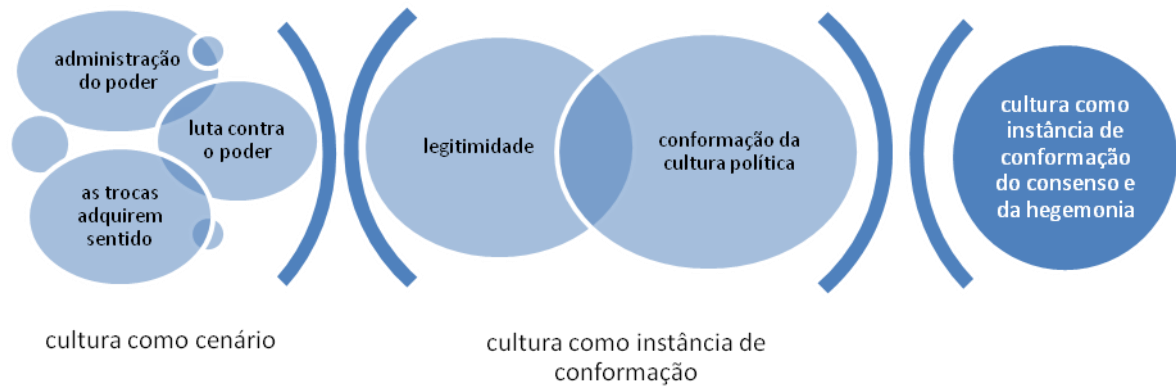 administração
do poder
luta contra
o poder
as trocas
adquirem
sentido
cultura como cenário
legitimidade
conformação da
cultura política
cultura como instância de
conformação
cultura como
instância de
conformação
do consenso e
da hegemonia